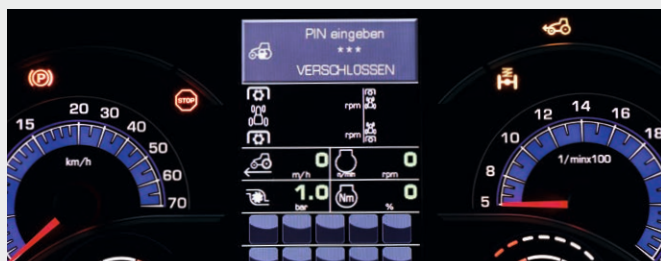 PIN eingeben
***
VERSCHLOSSEN
P
STOP
rpm
rpm
15 20 30 40 50 60 70
km/h
0 m/h
n/min 0 rpm
1.0 bar
Nm 0 %
5 8 10 12 14 16 18
1/minx100